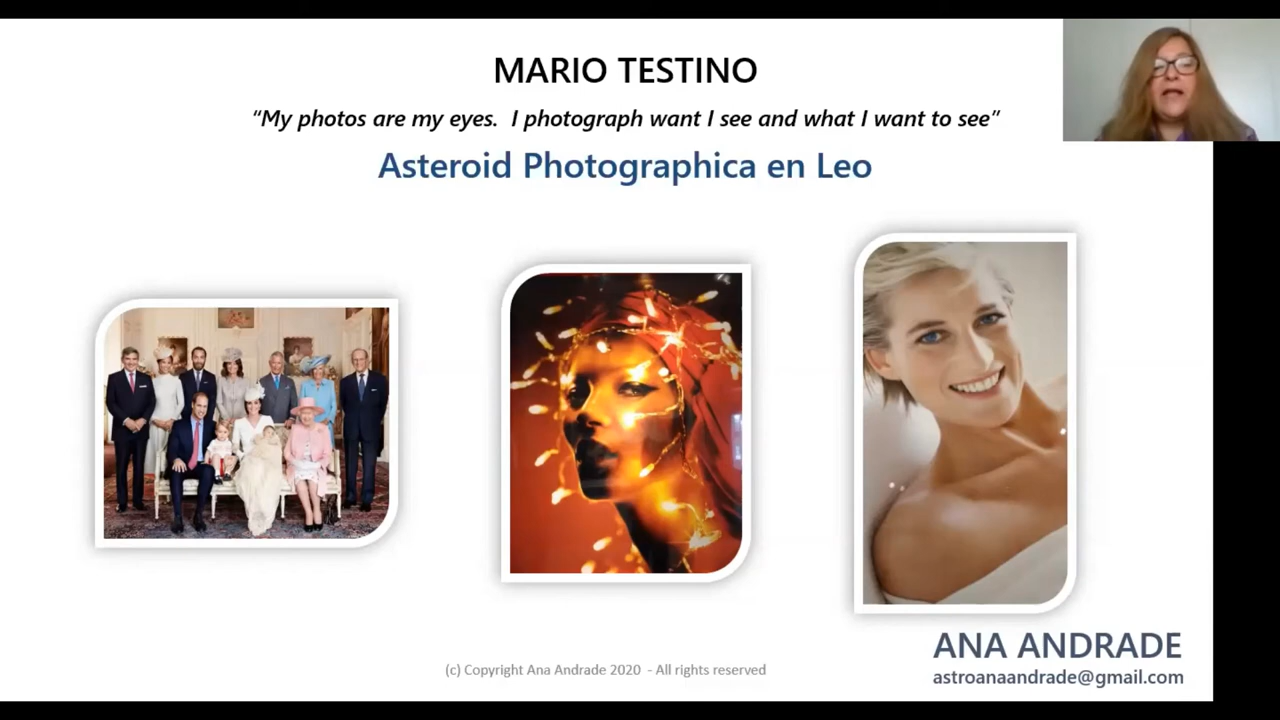 MARIO TESTINO
“My photos are my eyes.  I photograph want I see and what I want to see”
Asteroid Photographica en Leo
ANA ANDRADE
(c) Copyright Ana Andrade 2020  - All rights reserved
astroanaandrade@gmail.com